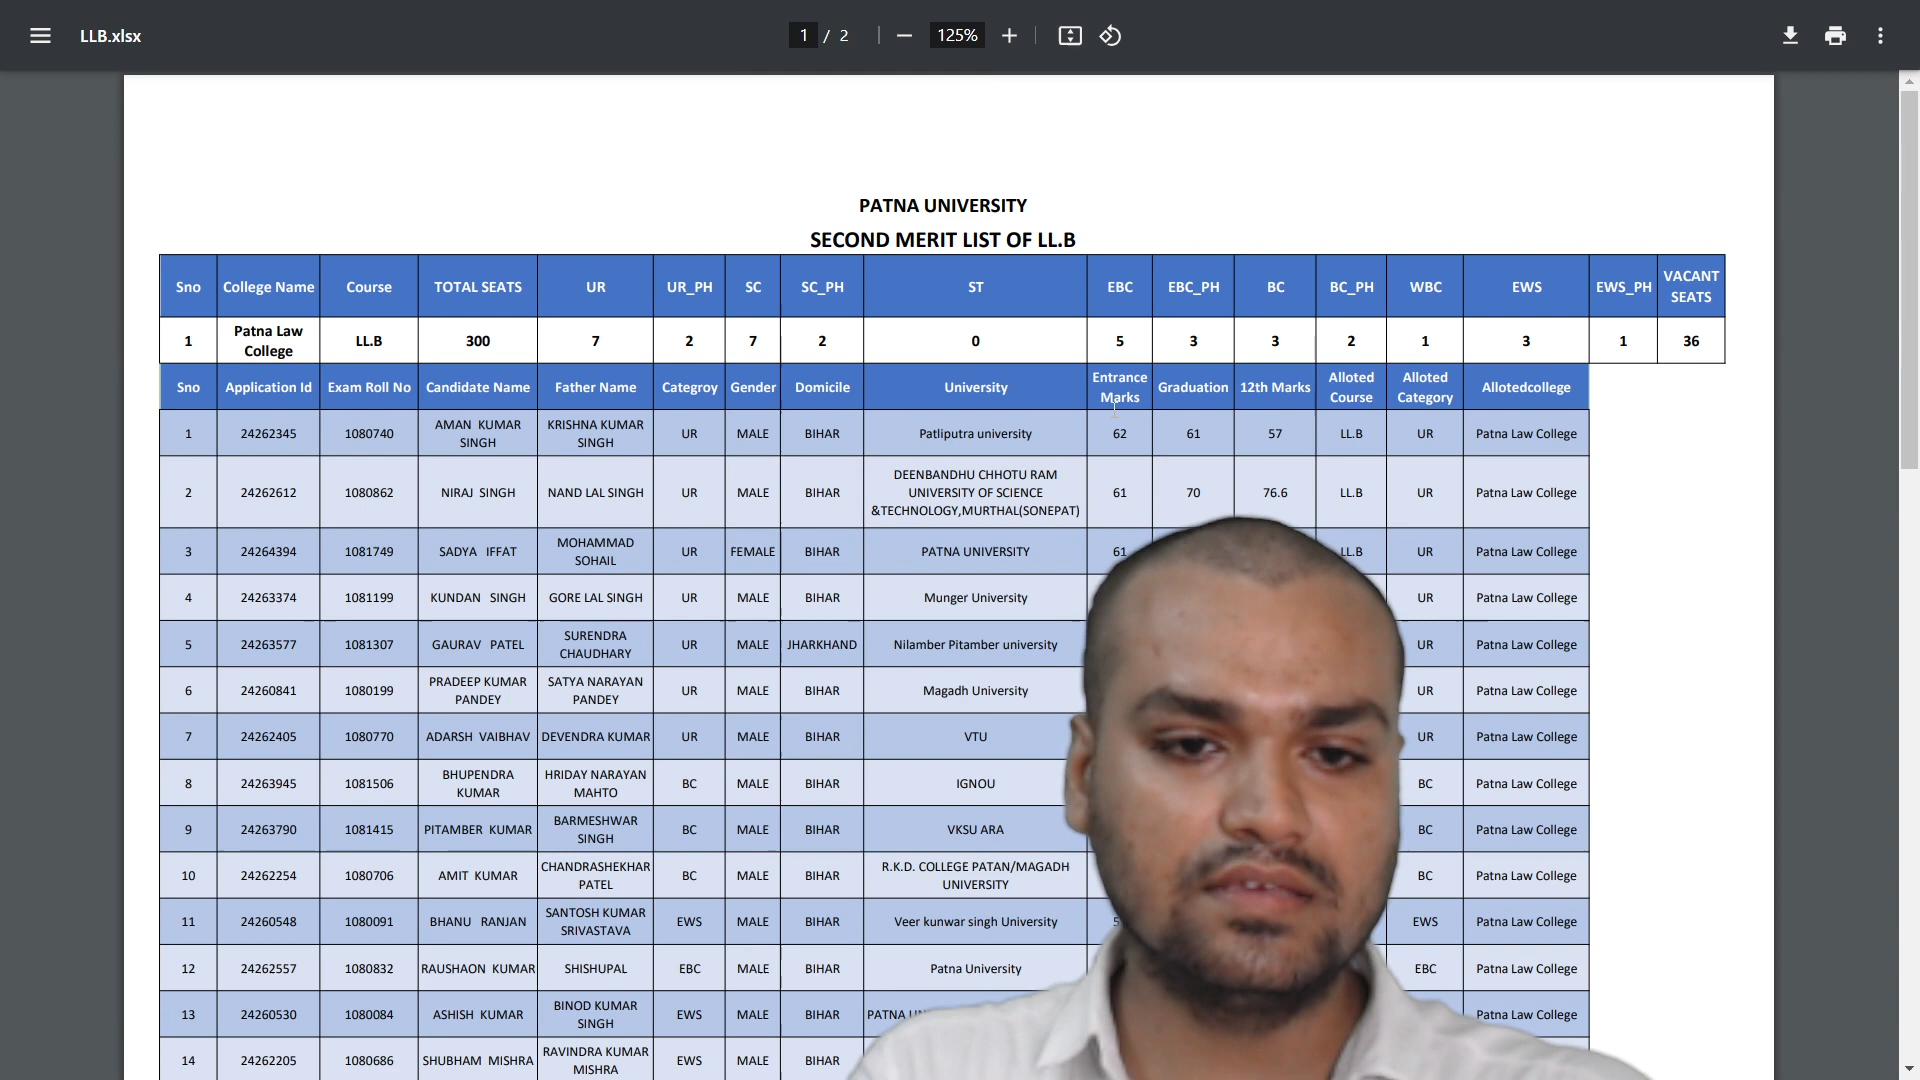 LLB.xlsx
1 / 2
125%
PATNA UNIVERSITY
SECOND MERIT LIST OF LL.B
Sno College Name Course TOTAL SEATS UR UR_PH SC SC_PH ST EBC EBC_PH BC BC_PH WBC EWS EWS_PH VACANT SEATS
1 Patna Law College LL.B 300 7 2 7 2 0 5 3 3 2 1 3 1 36
Sno Application Id Exam Roll No Candidate Name Father Name Categroy Gender Domicile University Entrance Marks Graduation 12th Marks Alloted Course Alloted Category Allotedcollege
1 24262345 1080740 AMAN KUMAR SINGH KRISHNA KUMAR SINGH UR MALE BIHAR Patliputra university 62 61 57 LL.B UR Patna Law College
2 24262612 1080862 NIRAJ SINGH NAND LAL SINGH UR MALE BIHAR DEENBANDHU CHHOTU RAM UNIVERSITY OF SCIENCE &TECHNOLOGY,MURTHAL(SONEPAT) 61 70 76.6 LL.B UR Patna Law College
3 24264394 1081749 SADYA IFFAT MOHAMMAD SOHAIL UR FEMALE BIHAR PATNA UNIVERSITY 61 LL.B UR Patna Law College
4 24263374 1081199 KUNDAN SINGH GORE LAL SINGH UR MALE BIHAR Munger University UR Patna Law College
5 24263577 1081307 GAURAV PATEL SURENDRA CHAUDHARY UR MALE JHARKHAND Nilamber Pitamber university UR Patna Law College
6 24260841 1080199 PRADEEP KUMAR PANDEY SATYA NARAYAN PANDEY UR MALE BIHAR Magadh University UR Patna Law College
7 24262405 1080770 ADARSH VAIBHAV DEVENDRA KUMAR UR MALE BIHAR VTU UR Patna Law College
8 24263945 1081506 BHUPENDRA KUMAR HRIDAY NARAYAN MAHTO BC MALE BIHAR IGNOU BC Patna Law College
9 24263790 1081415 PITAMBER KUMAR BARMESHWAR SINGH BC MALE BIHAR VKSU ARA BC Patna Law College
10 24262254 1080706 AMIT KUMAR CHANDRASHEKHAR PATEL BC MALE BIHAR R.K.D. COLLEGE PATAN/MAGADH UNIVERSITY BC Patna Law College
11 24260548 1080091 BHANU RANJAN SANTOSH KUMAR SRIVASTAVA EWS MALE BIHAR Veer kunwar singh University EWS Patna Law College
12 24262557 1080832 RAUSHAON KUMAR SHISHUPAL EBC MALE BIHAR Patna University EBC Patna Law College
13 24260530 1080084 ASHISH KUMAR BINOD KUMAR SINGH EWS MALE BIHAR PATNA Patna Law College
14 24262205 1080686 SHUBHAM MISHRA RAVINDRA KUMAR MISHRA EWS MALE BIHAR Patna Law College